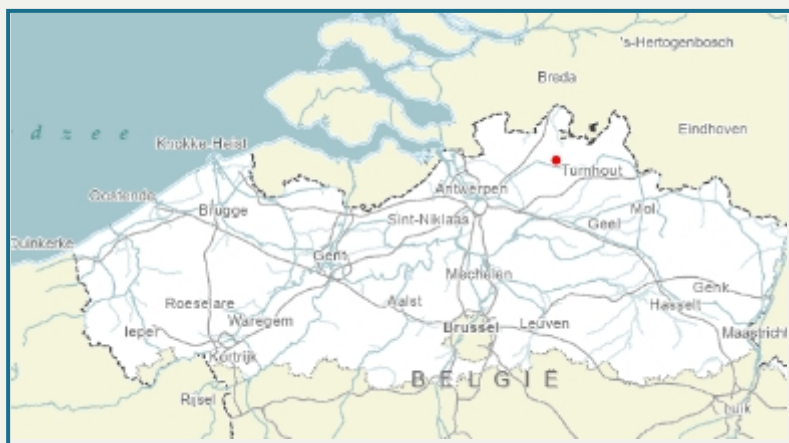 's-Hertogenbosch
Breda
Eindhoven
d z e e
Knokke-Heist
Turnhout
Antwerpen
Oostende
Brugge
Sint-Niklaas
Geel
Mol
Duinkerke
Gent
Mechelen
Genk
Roeselare
Aalst
Hasselt
Ieper
Waregem
Brussel
Leuven
Maastricht
Kortrijk
BELGIË
Rijsel
Luik